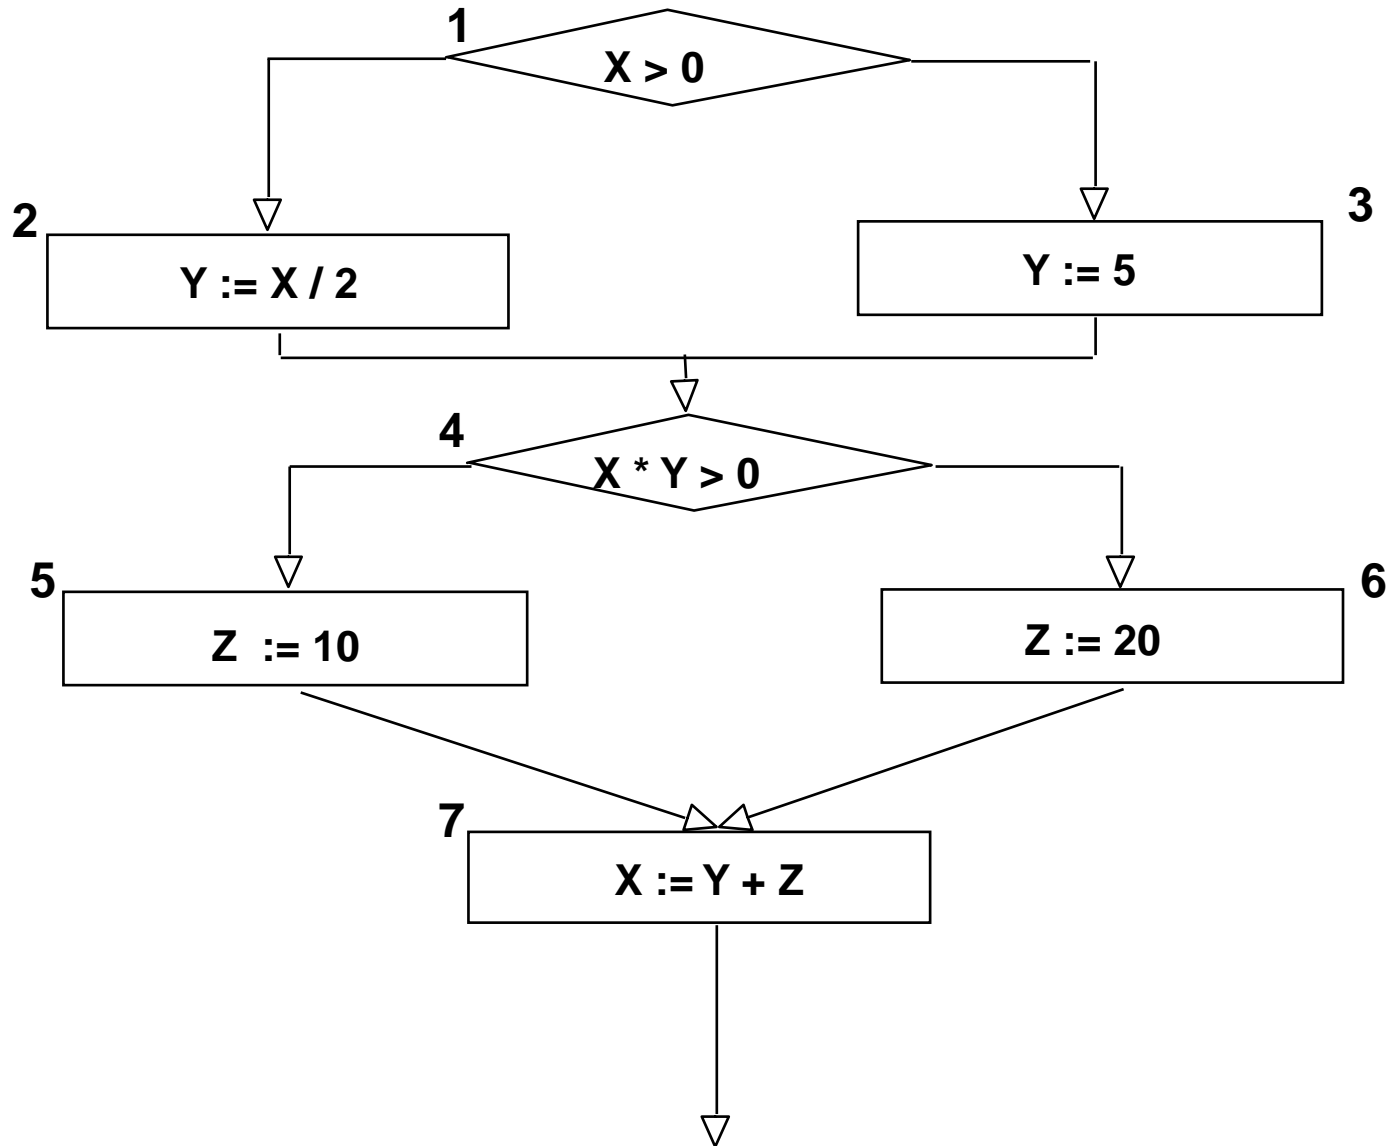 1
X > 0
2
3
Y := X / 2
Y := 5
4
X * Y > 0
5
6
Z := 10
Z := 20
7
X := Y + Z